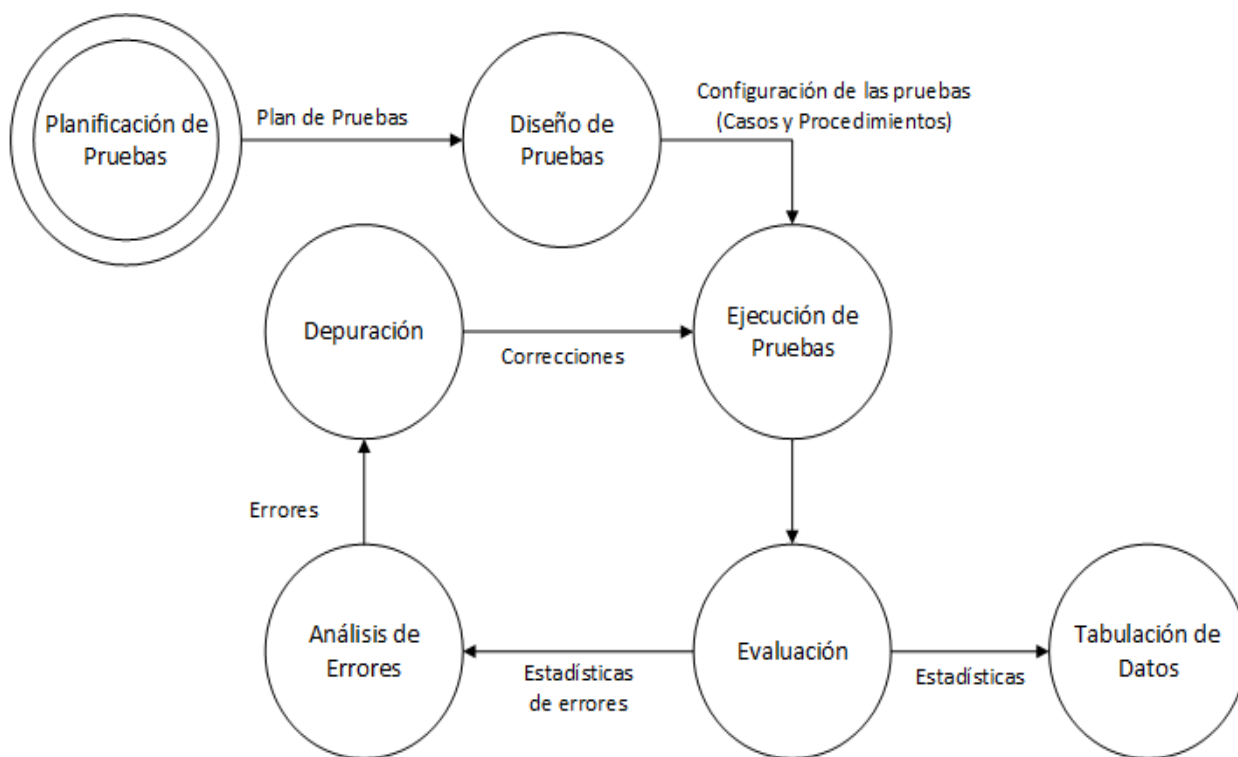 Planificación de
Pruebas
Plan de Pruebas
Diseño de
Pruebas
Configuración de las pruebas
(Casos y Procedimientos)
Depuración
Correcciones
Ejecución de
Pruebas
Errores
Análisis de
Errores
Estadísticas
de errores
Evaluación
Estadísticas
Tabulación de
Datos